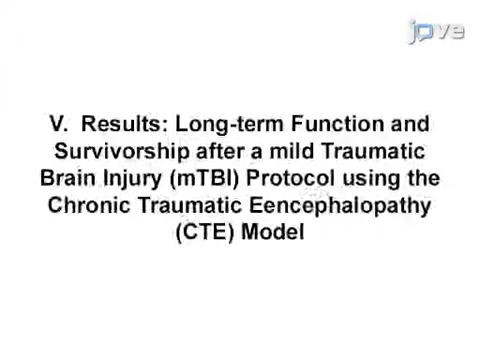 jove
V. Results: Long-term Function and
Survivorship after a mild Traumatic
Brain Injury (mTBI) Protocol using the
Chronic Traumatic Eencephalopathy
(CTE) Model